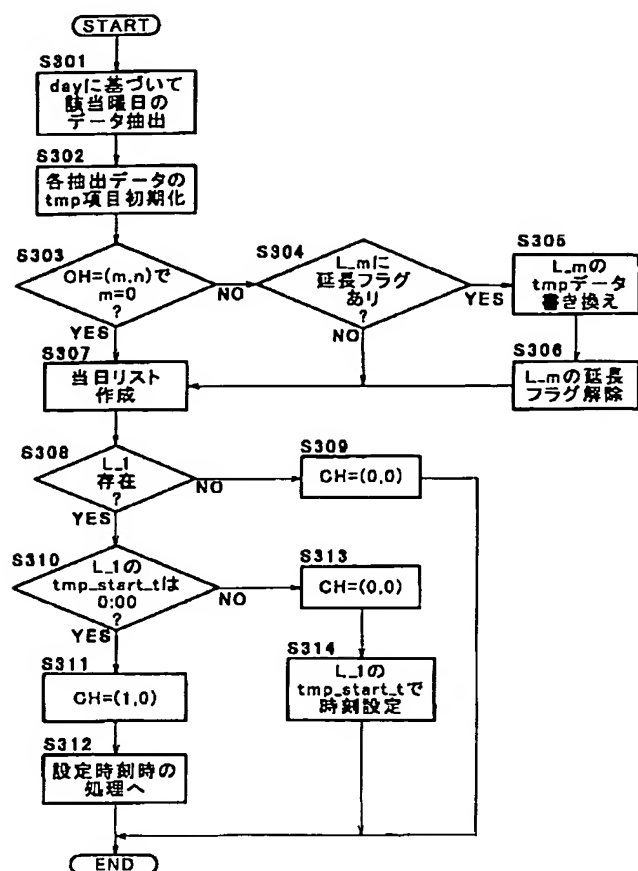 START
S301
dayに基づいて
該当曜日の
データ抽出
S302
各抽出データの
tmp項目初期化
S303
CH=(m,n)で
m=0
?
YES
NO
S304
L_mに
延長フラグ
あり
?
YES
NO
S305
L_mの
tmpデータ
書き換え
S306
L_mの延長
フラグ解除
S307
当日リスト
作成
S308
L_1
存在
?
YES
NO
S309
CH=(0,0)
S310
L_1の
tmp_start_tは
0:00
?
YES
NO
S311
CH=(1,0)
S312
設定時刻時の
処理へ
S313
CH=(0,0)
S314
L_1の
tmp_start_tで
時刻設定
END